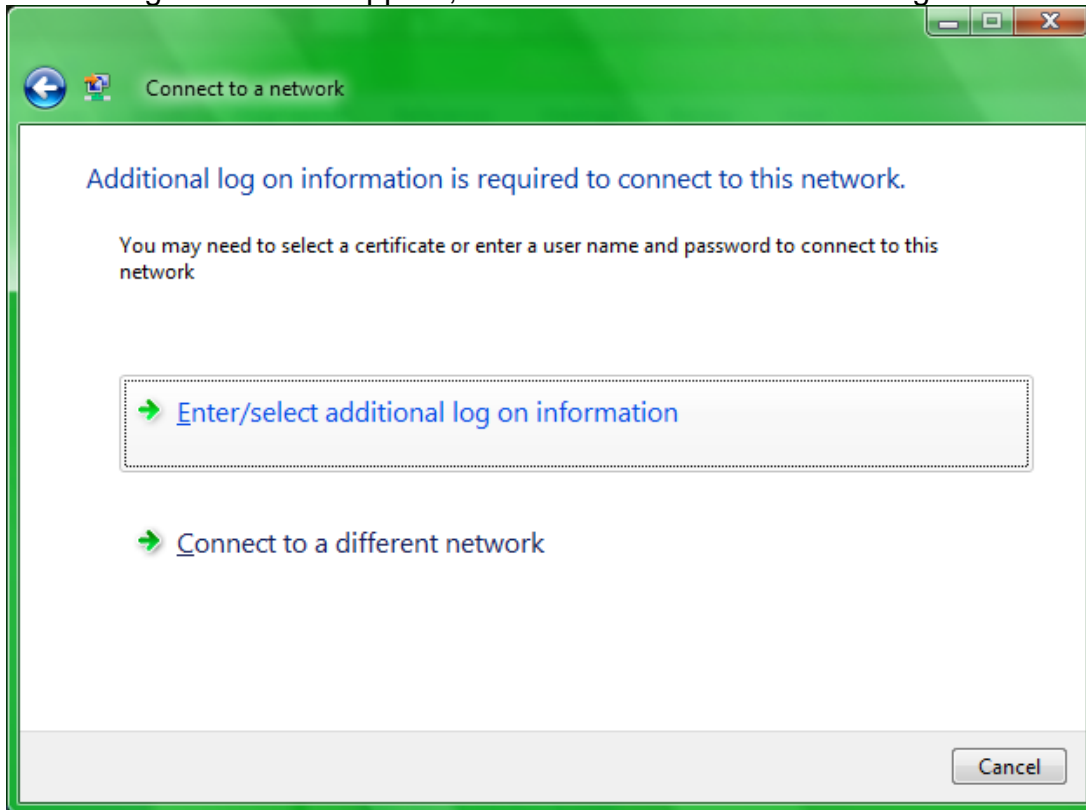 Connect to a network
Additional log on information is required to connect to this network.
You may need to select a certificate or enter a user name and password to connect to this
network
Enter/select additional log on information
Connect to a different network
Cancel